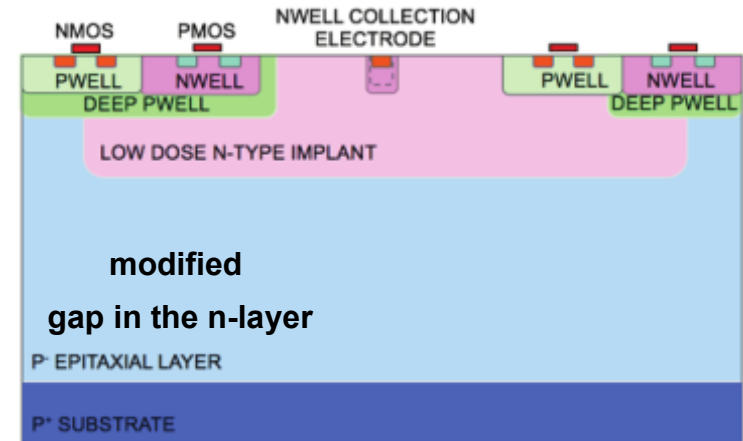 NWELL COLLECTION
ELECTRODE
NMOS PMOS
PWELL NWELL PWELL NWELL
DEEP PWELL DEEP PWELL
LOW DOSE N-TYPE IMPLANT
modified
gap in the n-layer
P⁻ EPITAXIAL LAYER
P⁺ SUBSTRATE